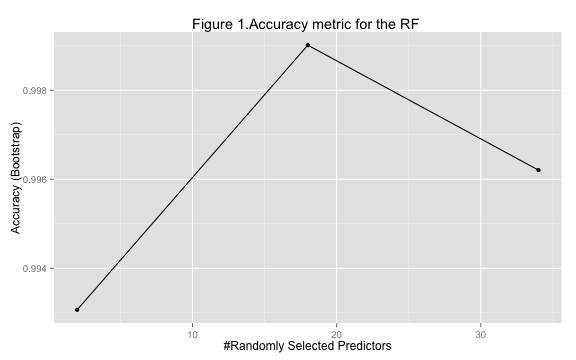 Figure 1.Accuracy metric for the RF
Accuracy (Bootstrap)
0.998
0.996
0.994
10 20 30
#Randomly Selected Predictors